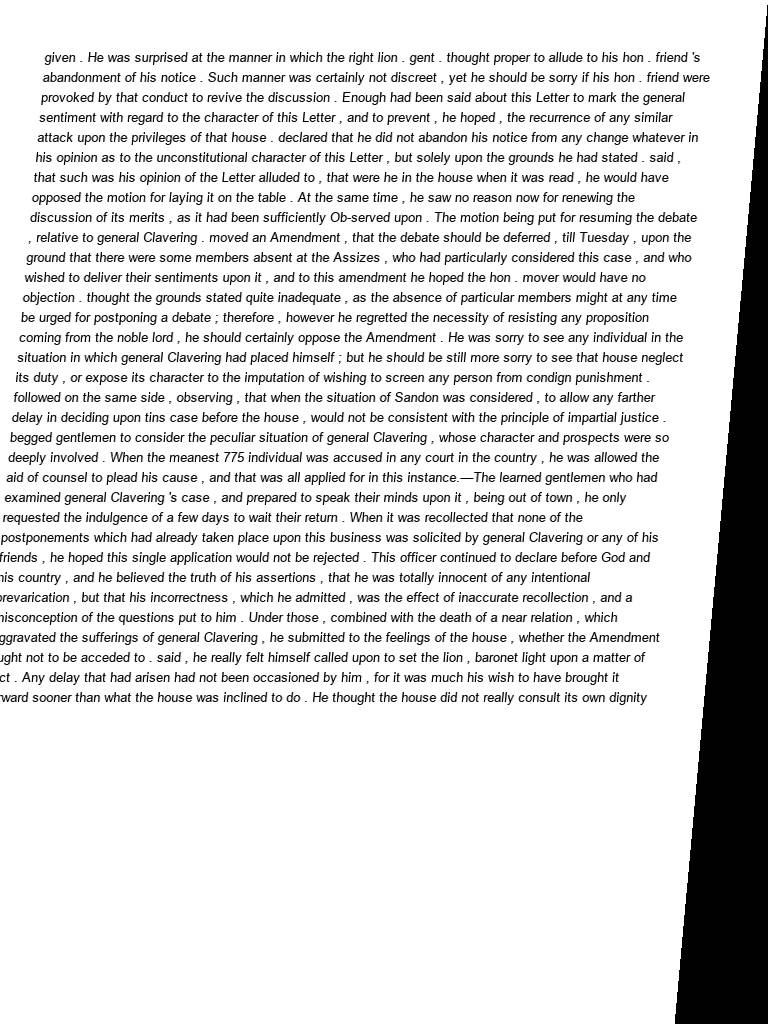 given . He was surprised at the manner in which the right lion . gent . thought proper to allude to his hon . friend 's
abandonment of his notice . Such manner was certainly not discreet , yet he should be sorry if his hon . friend were
provoked by that conduct to revive the discussion . Enough had been said about this Letter to mark the general
sentiment with regard to the character of this Letter , and to prevent , he hoped , the recurrence of any similar
attack upon the privileges of that house . declared that he did not abandon his notice from any change whatever in
his opinion as to the unconstitutional character of this Letter , but solely upon the grounds he had stated . said ,
that such was his opinion of the Letter alluded to , that were he in the house when it was read , he would have
opposed the motion for laying it on the table . At the same time , he saw no reason now for renewing the
discussion of its merits , as it had been sufficiently Ob-served upon . The motion being put for resuming the debate
, relative to general Clavering . moved an Amendment , that the debate should be deferred , till Tuesday , upon the
ground that there were some members absent at the Assizes , who had particularly considered this case , and who
wished to deliver their sentiments upon it , and to this amendment he hoped the hon . mover would have no
objection . thought the grounds stated quite inadequate , as the absence of particular members might at any time
be urged for postponing a debate ; therefore , however he regretted the necessity of resisting any proposition
coming from the noble lord , he should certainly oppose the Amendment . He was sorry to see any individual in the
situation in which general Clavering had placed himself ; but he should be still more sorry to see that house neglect
its duty , or expose its character to the imputation of wishing to screen any person from condign punishment .
followed on the same side , observing , that when the situation of Sandon was considered , to allow any farther
delay in deciding upon tins case before the house , would not be consistent with the principle of impartial justice .
begged gentlemen to consider the peculiar situation of general Clavering , whose character and prospects were so
deeply involved . When the meanest 775 individual was accused in any court in the country , he was allowed the
aid of counsel to plead his cause , and that was all applied for in this instance.—The learned gentlemen who had
examined general Clavering 's case , and prepared to speak their minds upon it , being out of town , he only
requested the indulgence of a few days to wait their return . When it was recollected that none of the
postponements which had already taken place upon this business was solicited by general Clavering or any of his
friends , he hoped this single application would not be rejected . This officer continued to declare before God and
his country , and he believed the truth of his assertions , that he was totally innocent of any intentional
prevarication , but that his incorrectness , which he admitted , was the effect of inaccurate recollection , and a
misconception of the questions put to him . Under those , combined with the death of a near relation , which
ggravated the sufferings of general Clavering , he submitted to the feelings of the house , whether the Amendment
ught not to be acceded to . said , he really felt himself called upon to set the lion , baronet light upon a matter of
ct . Any delay that had arisen had not been occasioned by him , for it was much his wish to have brought it
rward sooner than what the house was inclined to do . He thought the house did not really consult its own dignity